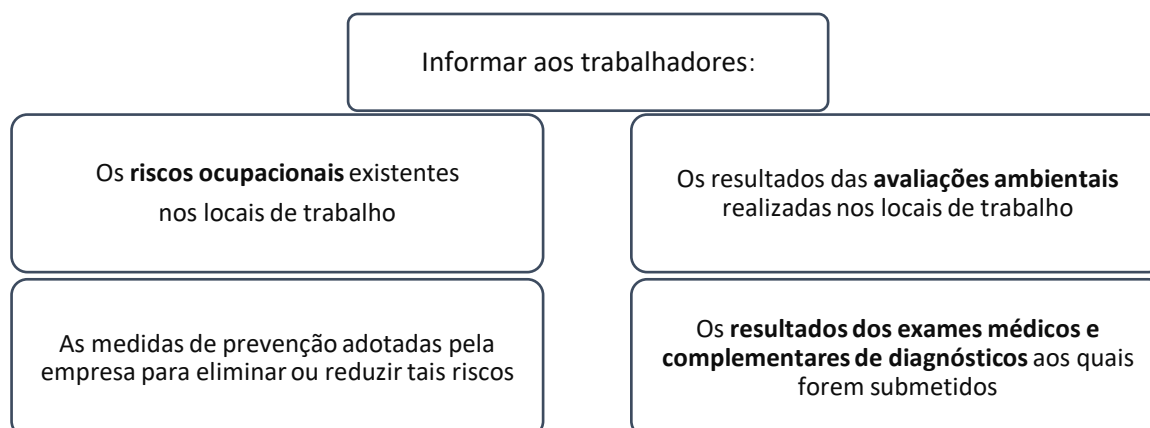 Informar aos trabalhadores:
Os riscos ocupacionais existentes
nos locais de trabalho
Os resultados das avaliações ambientais
realizadas nos locais de trabalho
As medidas de prevenção adotadas pela
empresa para eliminar ou reduzir tais riscos
Os resultados dos exames médicos e
complementares de diagnósticos aos quais
forem submetidos